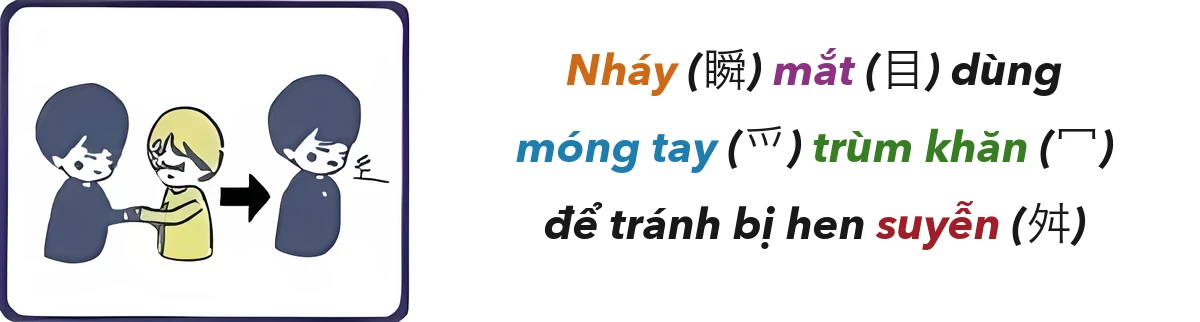 Nháy (瞬) mắt (目) dùng
móng tay (爫) trùm khăn (冖)
để tránh bị hen suyễn (舛)